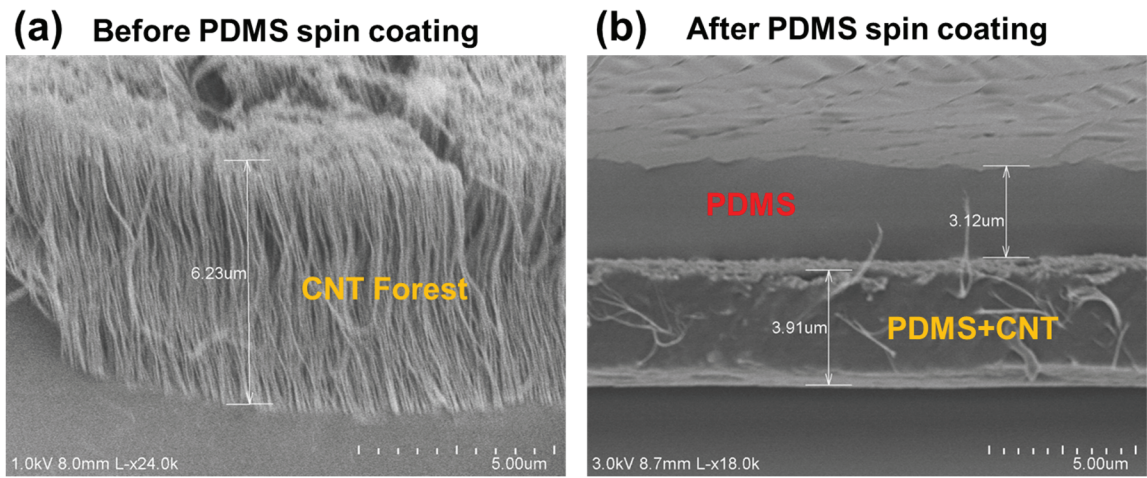 (a) Before PDMS spin coating
6.23um
CNT Forest
1.0kV 8.0mm L-x24.0k 5.00um
(b) After PDMS spin coating
PDMS
3.12um
3.91um
PDMS+CNT
3.0kV 8.7mm L-x18.0k 5.00um